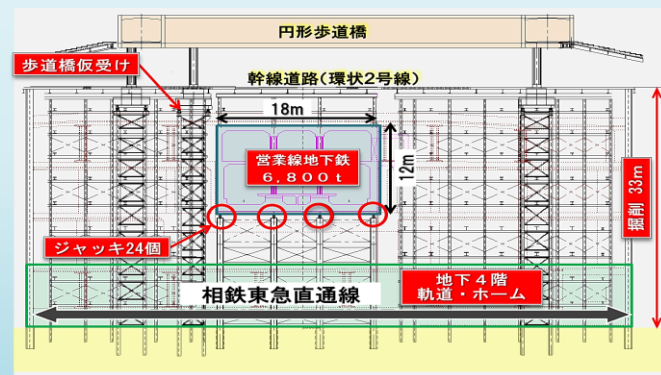 円形歩道橋
歩道橋仮受け
幹線道路(環状2号線)
18m
営業線地下鉄
6,800t
12m
掘削 33m
ジャッキ24個
地下4階
軌道・ホーム
相鉄東急直通線